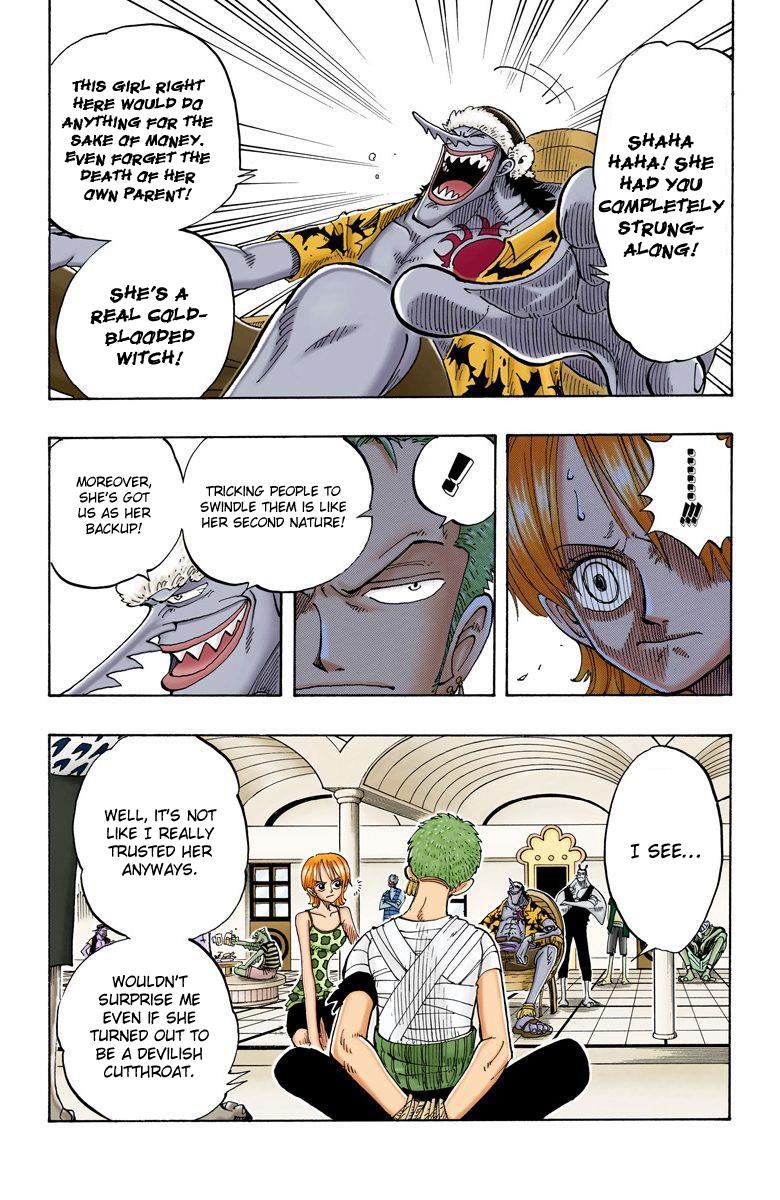 SHAHA
HAHA! SHE
HAD YOU
COMPLETELY
STRUNG-
ALONG!
THIS GIRL RIGHT
HERE WOULD DO
ANYTHING FOR THE
SAKE OF MONEY.
EVEN FORGET THE
DEATH OF HER
OWN PARENT!
SHE'S A
REAL COLD-
BLOODED
WITCH!
......!!!
!
TRICKING PEOPLE TO
SWINDLE THEM IS LIKE
HER SECOND NATURE!
MOREOVER,
SHE'S GOT
US AS HER
BACKUP!
I SEE...
WELL, IT'S NOT
LIKE I REALLY
TRUSTED HER
ANYWAYS.
WOULDN'T
SURPRISE ME
EVEN IF SHE
TURNED OUT TO
BE A DEVILISH
CUTTHROAT.